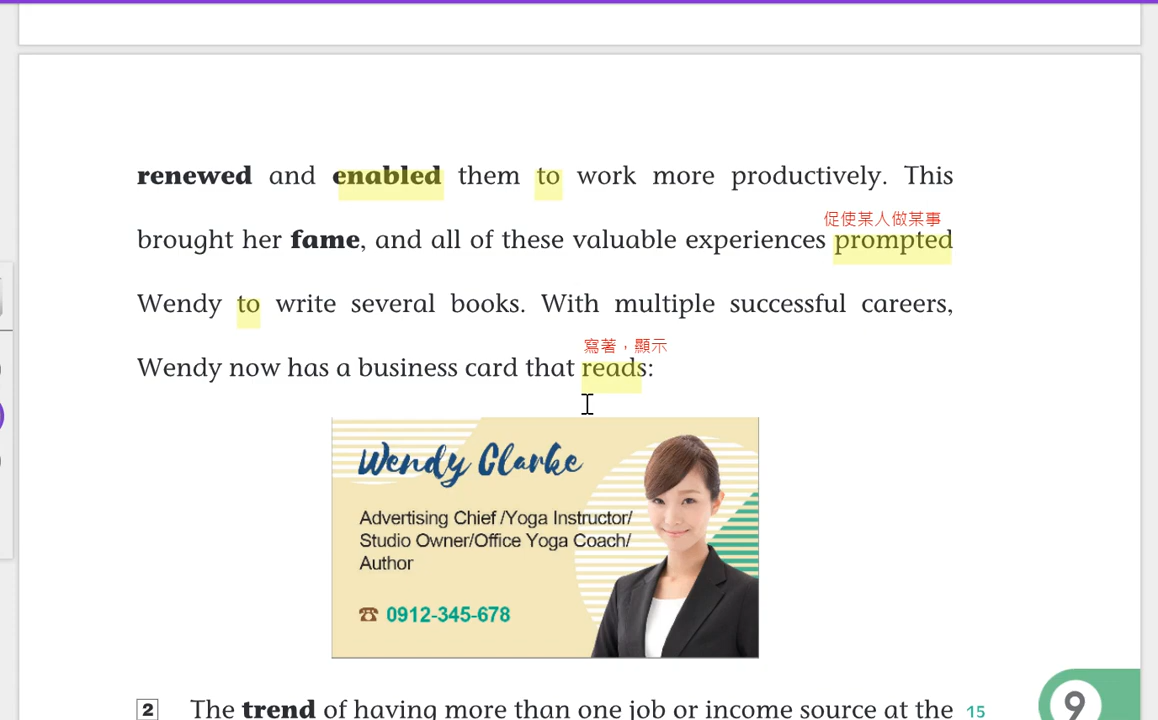 renewed and enabled them to work more productively. This
促使某人做某事
brought her fame, and all of these valuable experiences prompted
Wendy to write several books. With multiple successful careers,
寫著，顯示
Wendy now has a business card that reads:
Wendy Clarke
Advertising Chief /Yoga Instructor/
Studio Owner/Office Yoga Coach/
Author
☎ 0912-345-678
2 The trend of having more than one job or income source at the 15
9